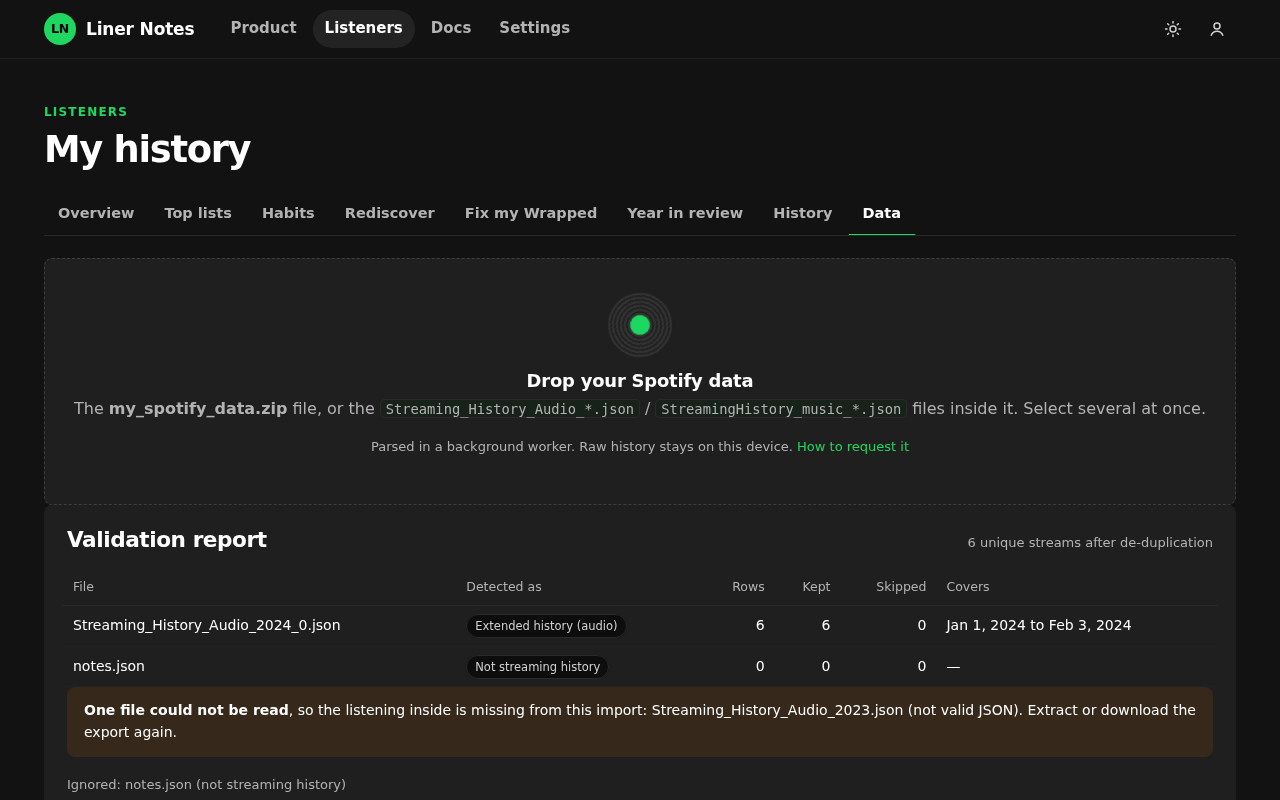 LN Liner Notes Product Listeners Docs Settings
LISTENERS
My history
Overview Top lists Habits Rediscover Fix my Wrapped Year in review History Data
Drop your Spotify data
The my_spotify_data.zip file, or the Streaming_History_Audio_*.json / StreamingHistory_music_*.json files inside it. Select several at once.
Parsed in a background worker. Raw history stays on this device. How to request it
Validation report 6 unique streams after de-duplication
File Detected as Rows Kept Skipped Covers
Streaming_History_Audio_2024_0.json Extended history (audio) 6 6 0 Jan 1, 2024 to Feb 3, 2024
notes.json Not streaming history 0 0 0 —
One file could not be read, so the listening inside is missing from this import: Streaming_History_Audio_2023.json (not valid JSON). Extract or download the
export again.
Ignored: notes.json (not streaming history)